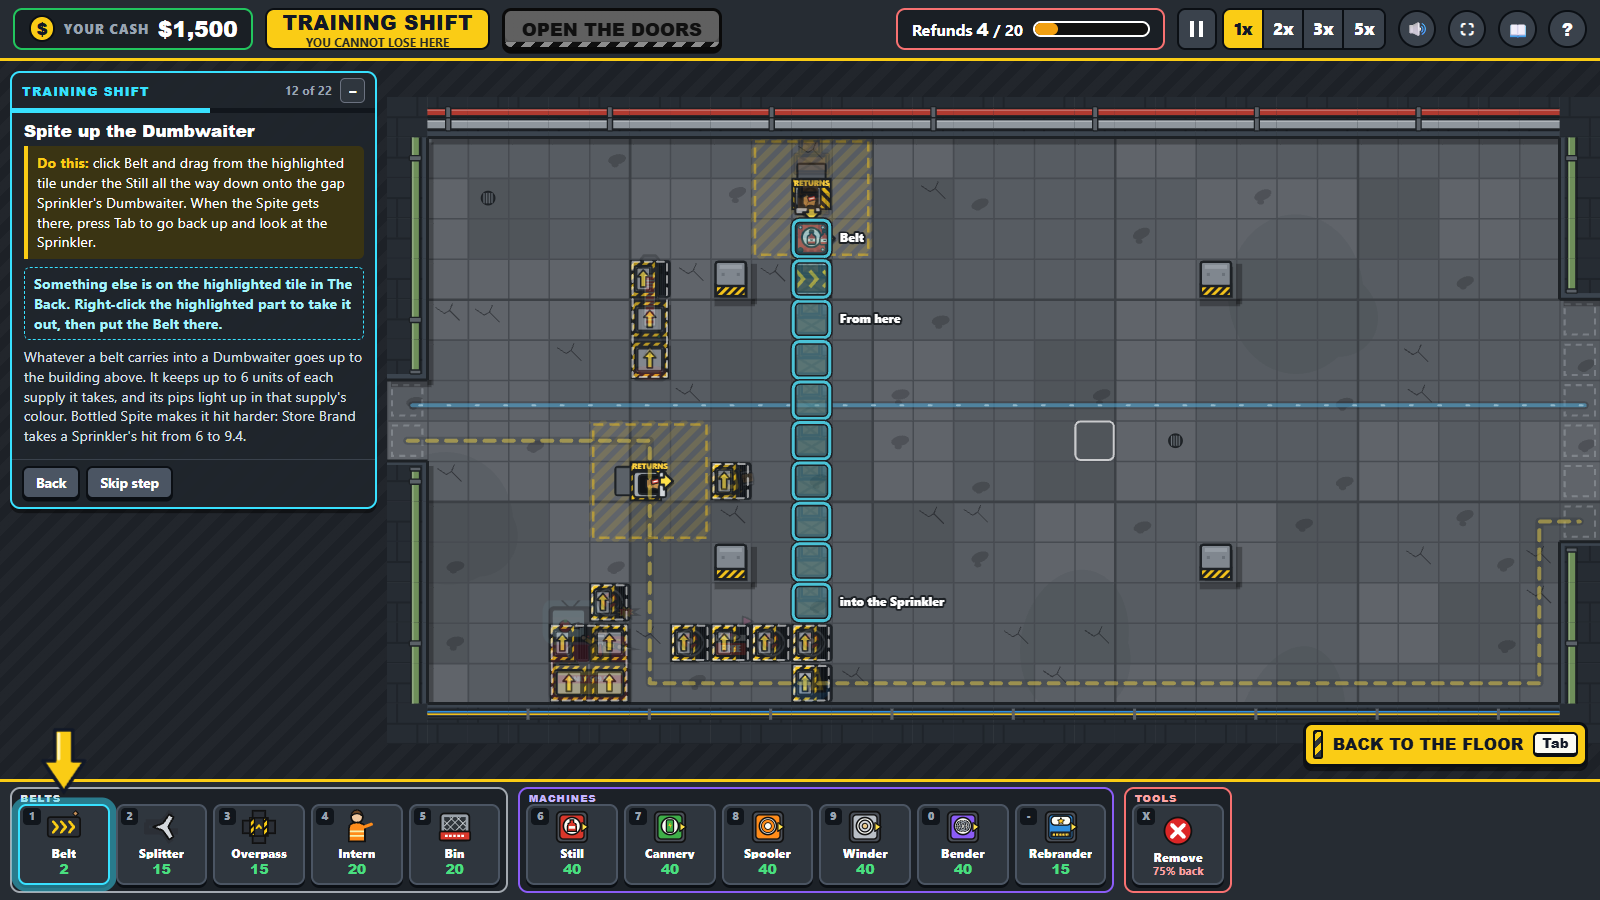 YOUR CASH $1,500
TRAINING SHIFT
YOU CANNOT LOSE HERE
OPEN THE DOORS
Refunds 4 / 20
1x
2x
3x
5x
?
TRAINING SHIFT
12 of 22
Spite up the Dumbwaiter
Do this: click Belt and drag from the highlighted
tile under the Still all the way down onto the gap
Sprinkler's Dumbwaiter. When the Spite gets
there, press Tab to go back up and look at the
Sprinkler.
Something else is on the highlighted tile in The
Back. Right-click the highlighted part to take it
out, then put the Belt there.
Whatever a belt carries into a Dumbwaiter goes up to
the building above. It keeps up to 6 units of each
supply it takes, and its pips light up in that supply's
colour. Bottled Spite makes it hit harder: Store Brand
takes a Sprinkler's hit from 6 to 9.4.
Back
Skip step
RETURNS
Belt
From here
RETURNS
into the Sprinkler
BACK TO THE FLOOR Tab
BELTS
1
Belt
2
2
Splitter
15
3
Overpass
15
4
Intern
20
5
Bin
20
MACHINES
6
Still
40
7
Cannery
40
8
Spooler
40
9
Winder
40
0
Bender
40
-
Rebrander
15
TOOLS
X
Remove
75% back